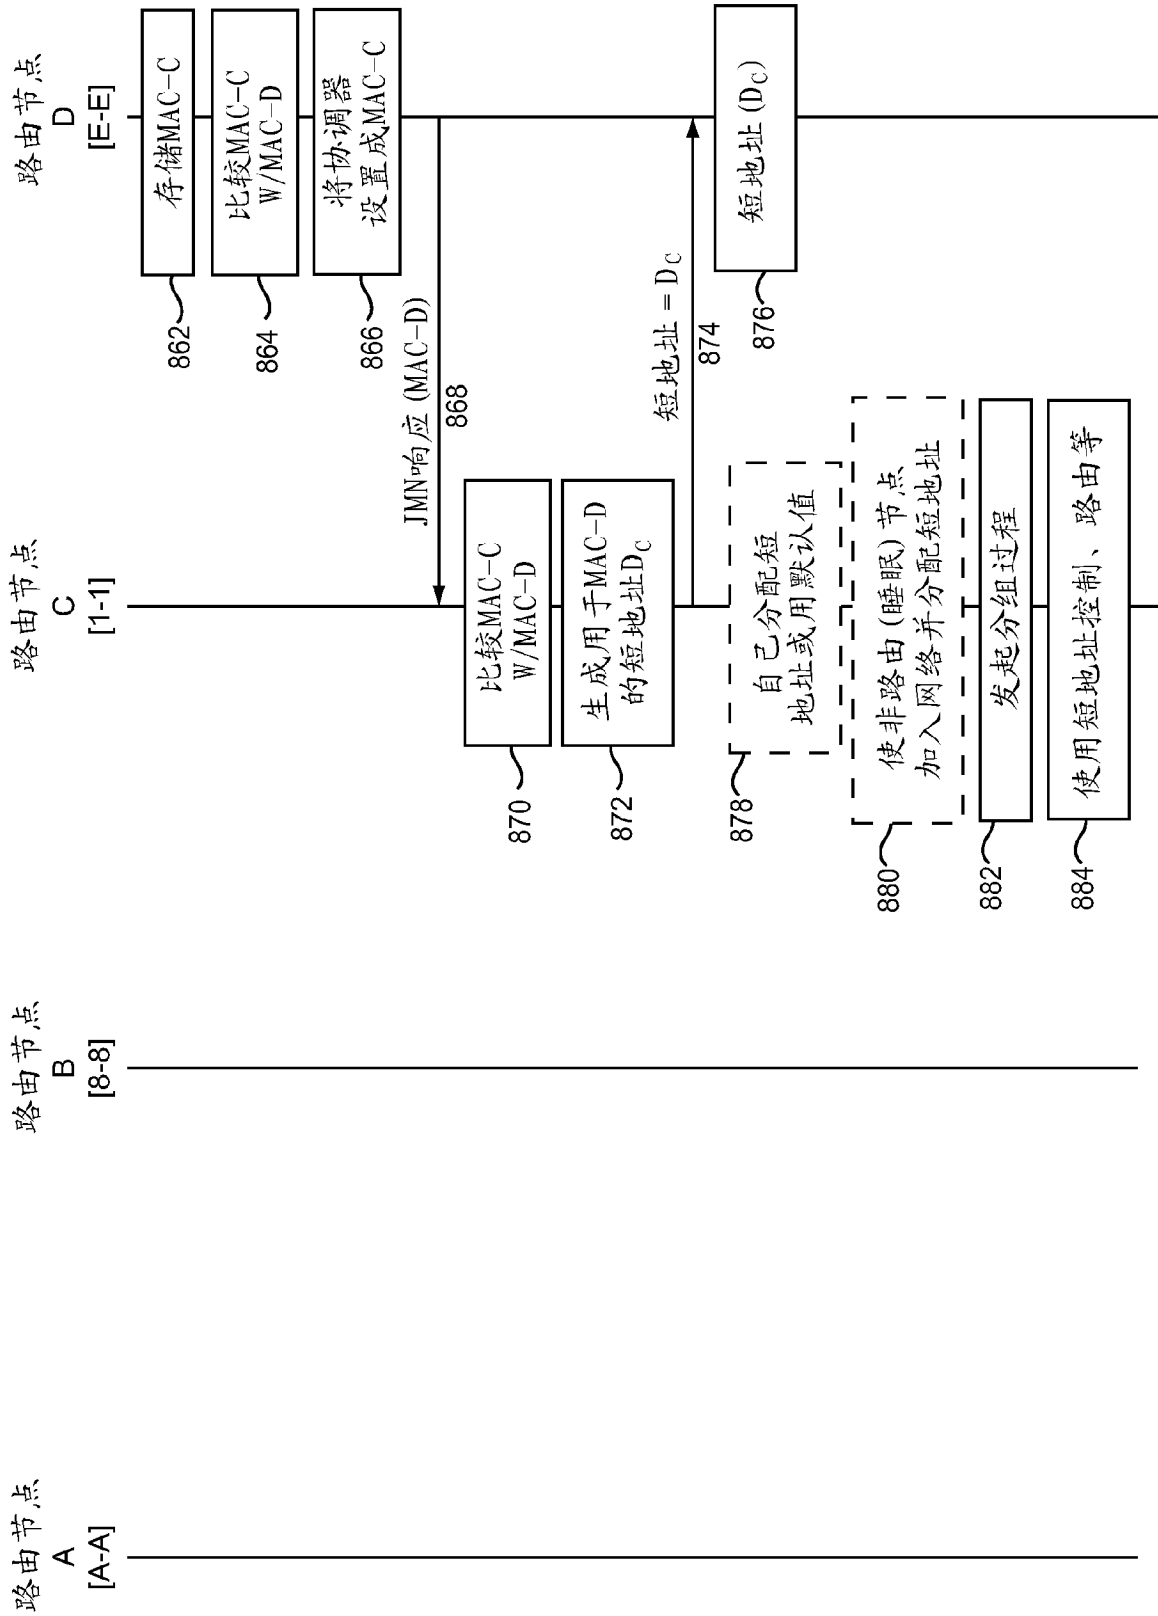 路由节点
A
[A-A]
路由节点
B
[8-8]
路由节点
C
[1-1]
路由节点
D
[E-E]
存储MAC-C
862
比较MAC-C
W/MAC-D
864
将协调器
设置成MAC-C
866
JMN响应(MAC-D)
868
比较MAC-C
W/MAC-D
870
生成用于MAC-D
的短地址DC
872
短地址=DC
874
短地址(DC)
876
自己分配短
地址或用默认值
878
使非路由(睡眠)节点
加入网络并分配短地址
880
发起分组过程
882
使用短地址控制、路由等
884